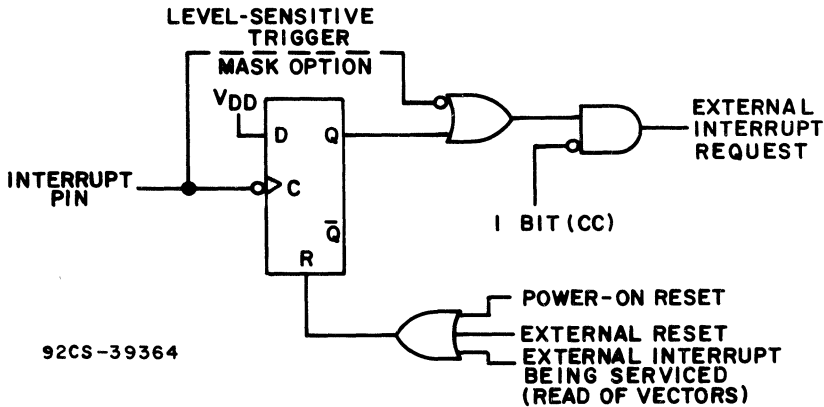 LEVEL-SENSITIVE
TRIGGER
MASK OPTION
VDD
D
Q
INTERRUPT
PIN
C
Q̅
R
EXTERNAL
INTERRUPT
REQUEST
I BIT (CC)
POWER-ON RESET
EXTERNAL RESET
EXTERNAL INTERRUPT
BEING SERVICED
(READ OF VECTORS)
92CS-39364